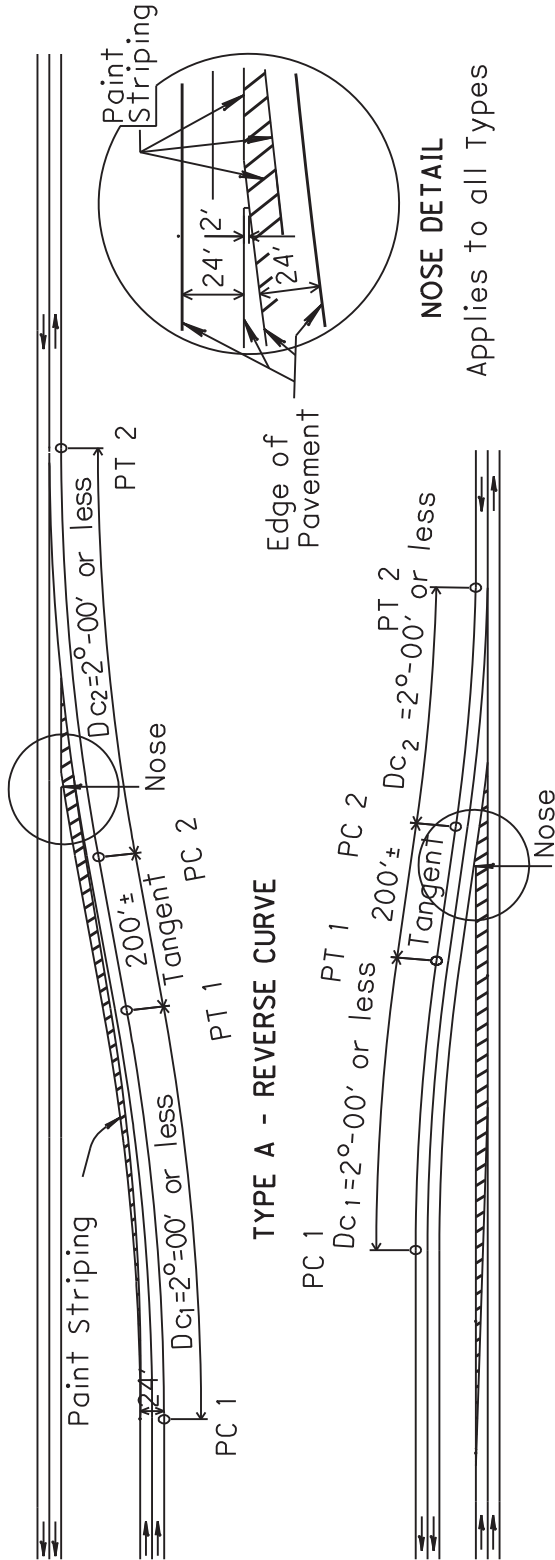 Paint Striping
24'
PC 1
Dc1=2°=00' or less
PT 1
200'±
Tangent
PC 2
Nose
Dc2=2°-00' or less
PT 2
TYPE A - REVERSE CURVE
Paint
Striping
24'
2'
24'
Edge of
Pavement
NOSE DETAIL
Applies to all Types
PC 1
Dc1=2°-00' or less
PT 1
200'±
Tangent
PC 2
Dc2 =2°-00' or less
PT 2
Nose